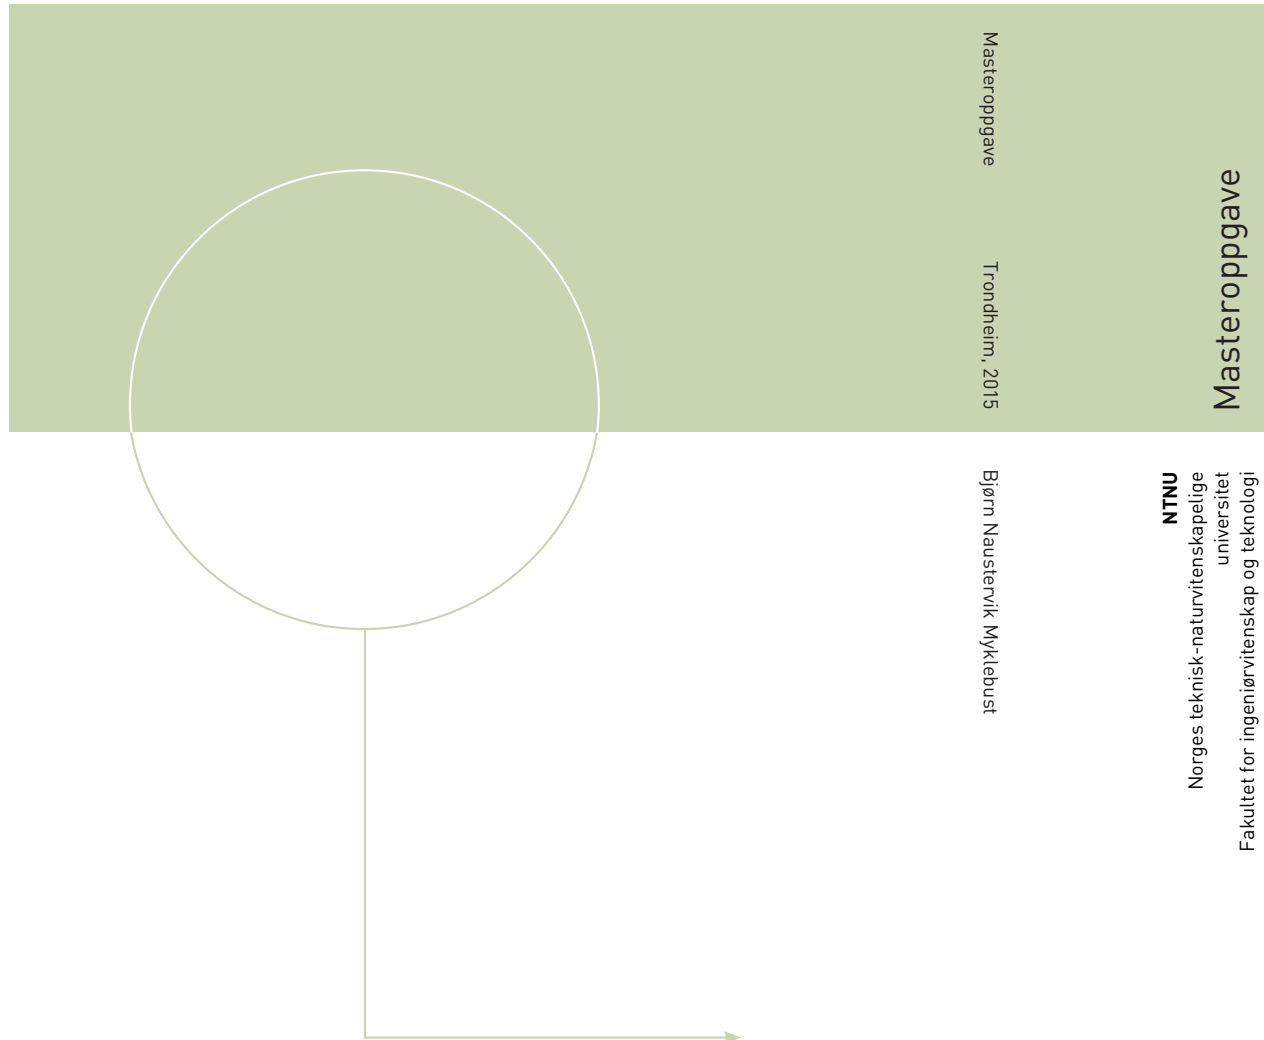 Masteroppgave
Trondheim, 2015
Bjørn Naustervik Myklebust
Masteroppgave
NTNU
Norges teknisk-naturvitenskapelige
universitet
Fakultet for ingeniørvitenskap og teknologi